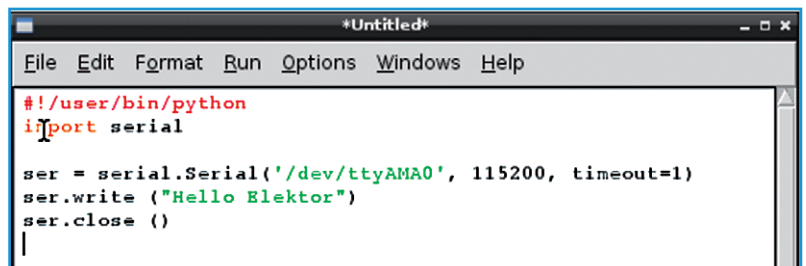 *Untitled*
File Edit Format Run Options Windows Help
#!/user/bin/python
import serial
ser = serial.Serial('/dev/ttyAMA0', 115200, timeout=1)
ser.write ("Hello Elektor")
ser.close ()